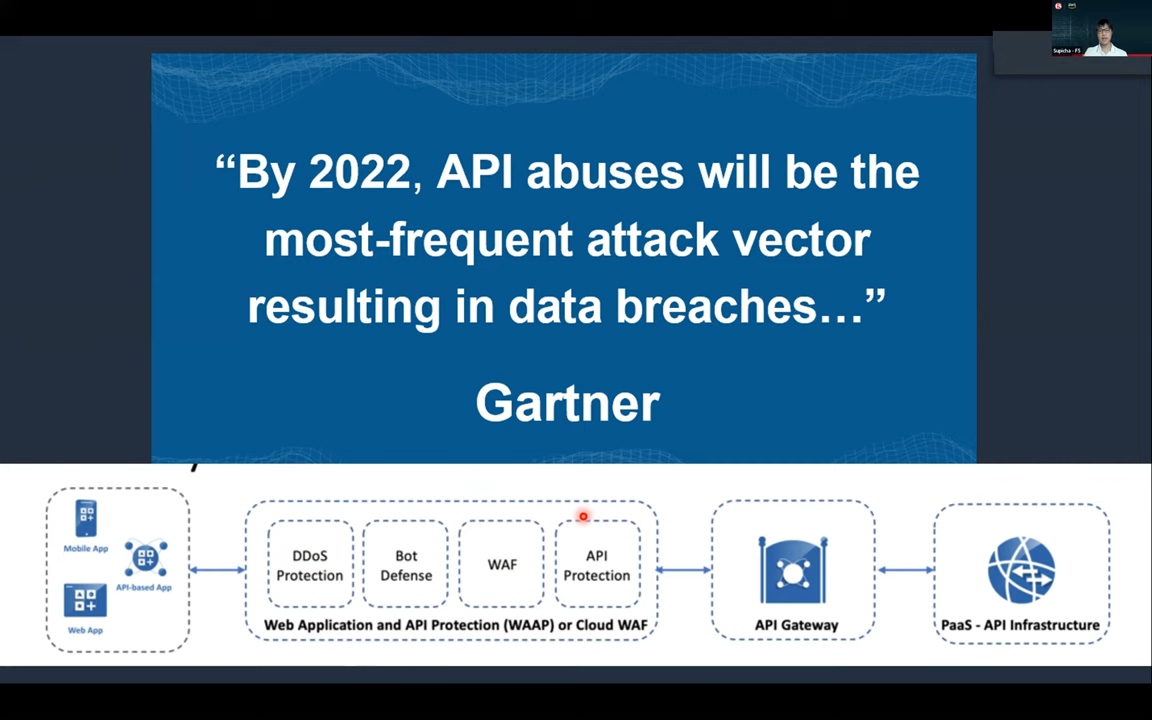 Supicha - F5
“By 2022, API abuses will be the
most-frequent attack vector
resulting in data breaches…”
Gartner
Mobile App
API-based App
Web App
DDoS
Protection
Bot
Defense
WAF
API
Protection
Web Application and API Protection (WAAP) or Cloud WAF
API Gateway
PaaS - API Infrastructure